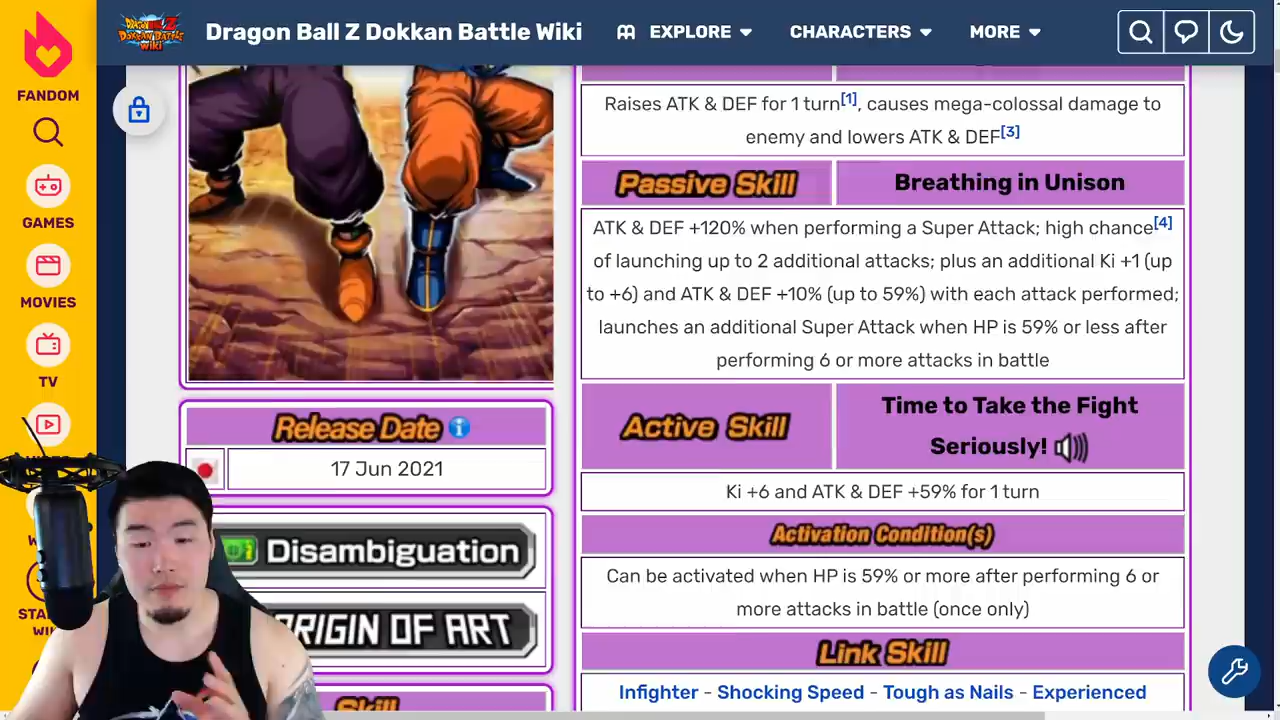 Dragon Ball Z Dokkan Battle Wiki
EXPLORE
CHARACTERS
MORE
FANDOM
GAMES
MOVIES
TV
Raises ATK & DEF for 1 turn[1], causes mega-colossal damage to
enemy and lowers ATK & DEF[3]
Passive Skill
Breathing in Unison
ATK & DEF +120% when performing a Super Attack; high chance[4]
of launching up to 2 additional attacks; plus an additional Ki +1 (up
to +6) and ATK & DEF +10% (up to 59%) with each attack performed;
launches an additional Super Attack when HP is 59% or less after
performing 6 or more attacks in battle
Active Skill
Time to Take the Fight
Seriously!
Ki +6 and ATK & DEF +59% for 1 turn
Activation Condition(s)
Can be activated when HP is 59% or more after performing 6 or
more attacks in battle (once only)
Link Skill
Infighter - Shocking Speed - Tough as Nails - Experienced
Release Date
17 Jun 2021
Disambiguation
ORIGIN OF ART
Skill